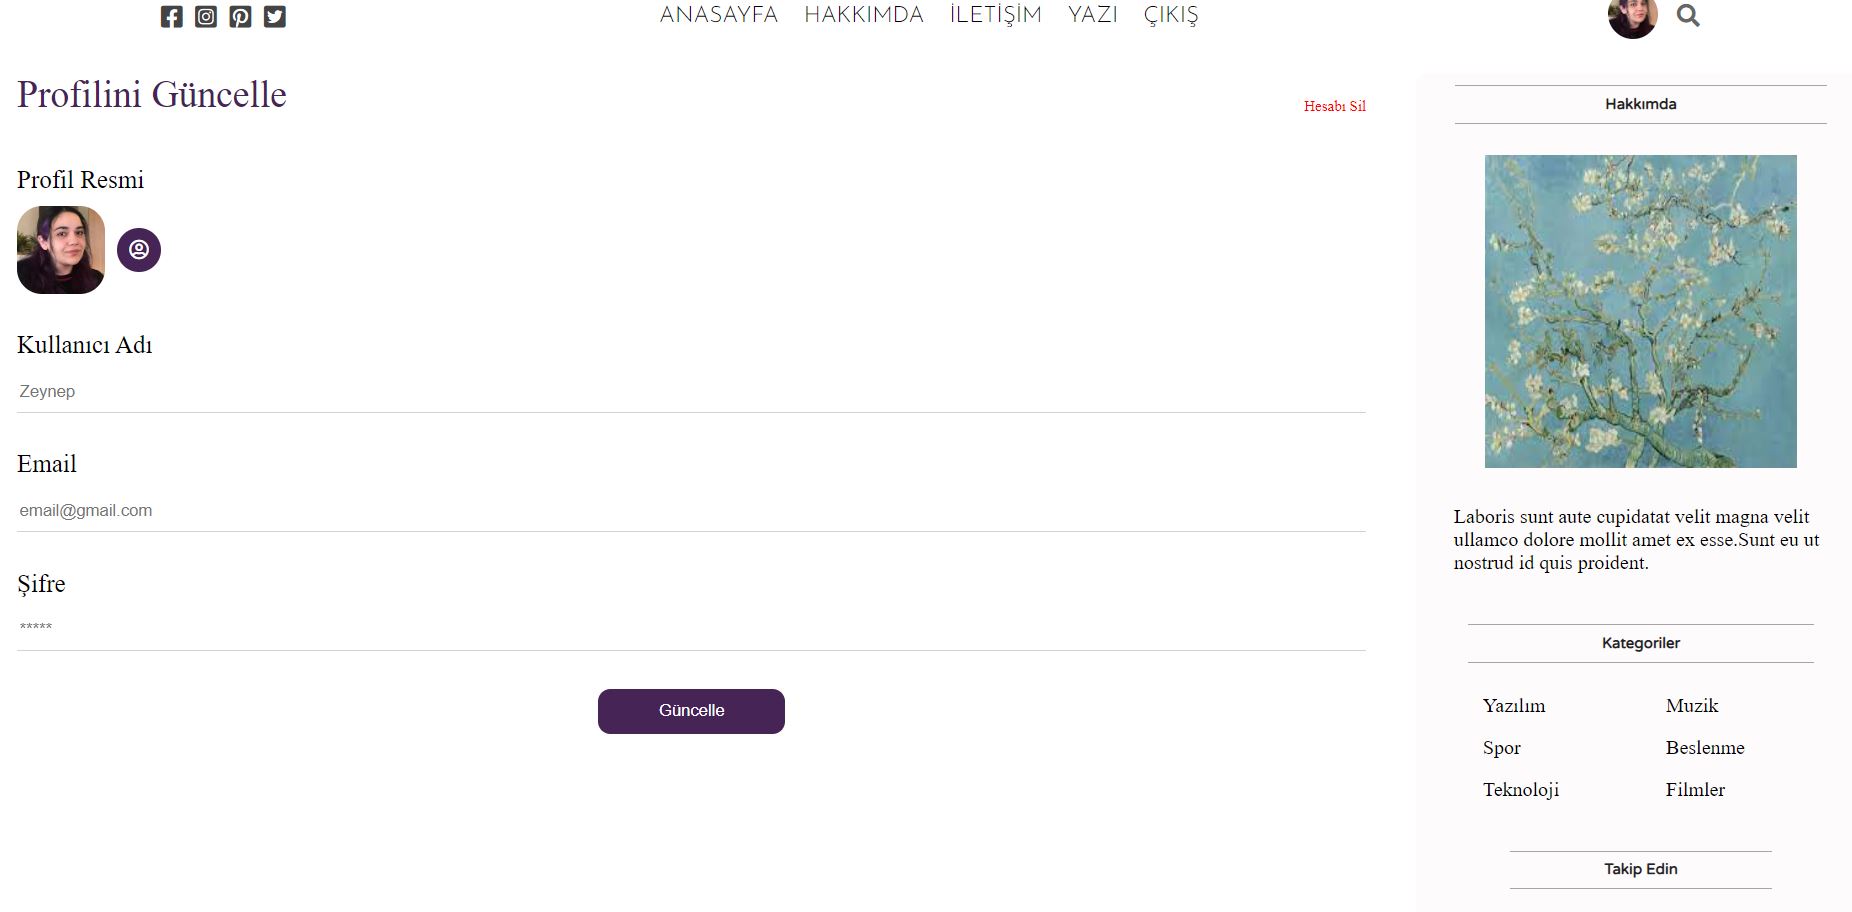 ANASAYFA HAKKIMDA İLETİŞİM YAZI ÇIKIŞ
Profilini Güncelle
Hesabı Sil
Profil Resmi
Kullanıcı Adı
Zeynep
Email
email@gmail.com
Şifre
*****
Güncelle
Hakkımda
Laboris sunt aute cupidatat velit magna velit
ullamco dolore mollit amet ex esse.Sunt eu ut
nostrud id quis proident.
Kategoriler
Yazılım Muzik
Spor Beslenme
Teknoloji Filmler
Takip Edin